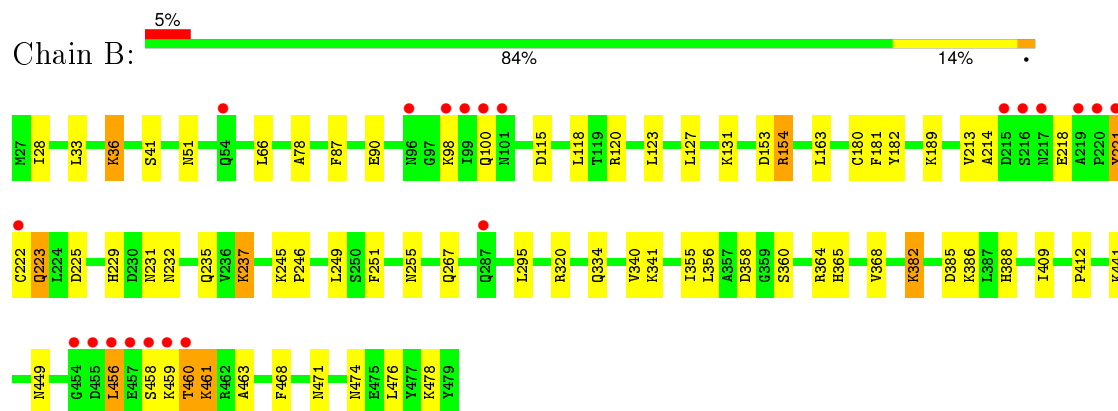 5%
Chain B:
84%
14%
•
M27 I28 L33 K36 S41 N51 Q54 L66 A78 F87 E90 N96 G97 K98 I99 Q100 N101 D115 L118 T119 R120 L123 L127 K131 D153 R154 L163 C180 F181 Y182 K189 V213 A214 D215 S216 N217 E218 A219 P220
C222 Q223 L224 D225 H229 D230 N231 N232 Q235 V236 K237 K245 P246 L249 S250 F251 N255 Q267 Q287 L295 R320 Q334 V340 K341 I355 L356 A357 D358 G359 S360 R364 H365 V368 K382 D385 K386 L387 H388 I409 P412
N449 G454 D455 L456 E457 S458 K459 T460 K461 R462 A463 F468 N471 N474 E475 L476 Y477 K478 Y479